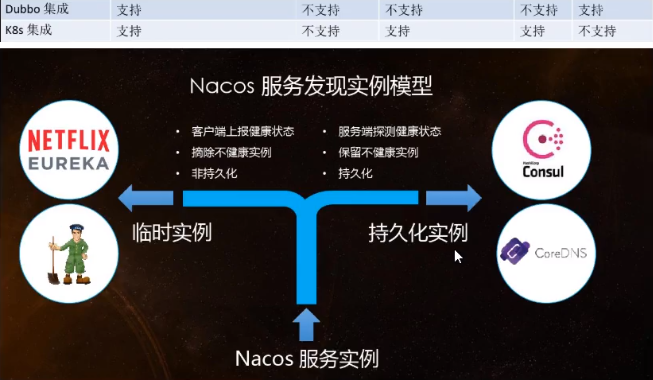 Dubbo 集成 支持 不支持 不支持 不支持 支持
K8s 集成 支持 不支持 支持 支持 不支持
Nacos 服务发现实例模型
• 客户端上报健康状态
• 摘除不健康实例
• 非持久化
• 服务端探测健康状态
• 保留不健康实例
• 持久化
NETFLIX
EUREKA
HashiCorp
Consul
临时实例
持久化实例
CoreDNS
Nacos 服务实例